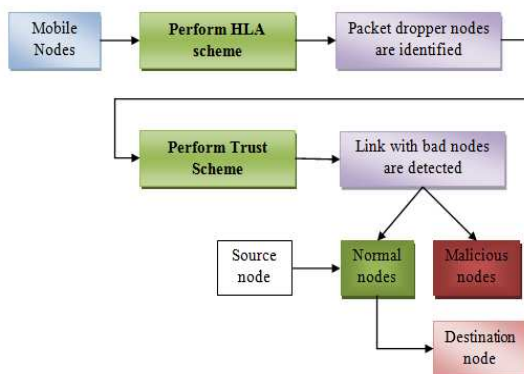 Mobile
Nodes
Perform HLA
scheme
Packet dropper nodes
are identified
Perform Trust
Scheme
Link with bad nodes
are detected
Source
node
Normal
nodes
Malicious
nodes
Destination
node